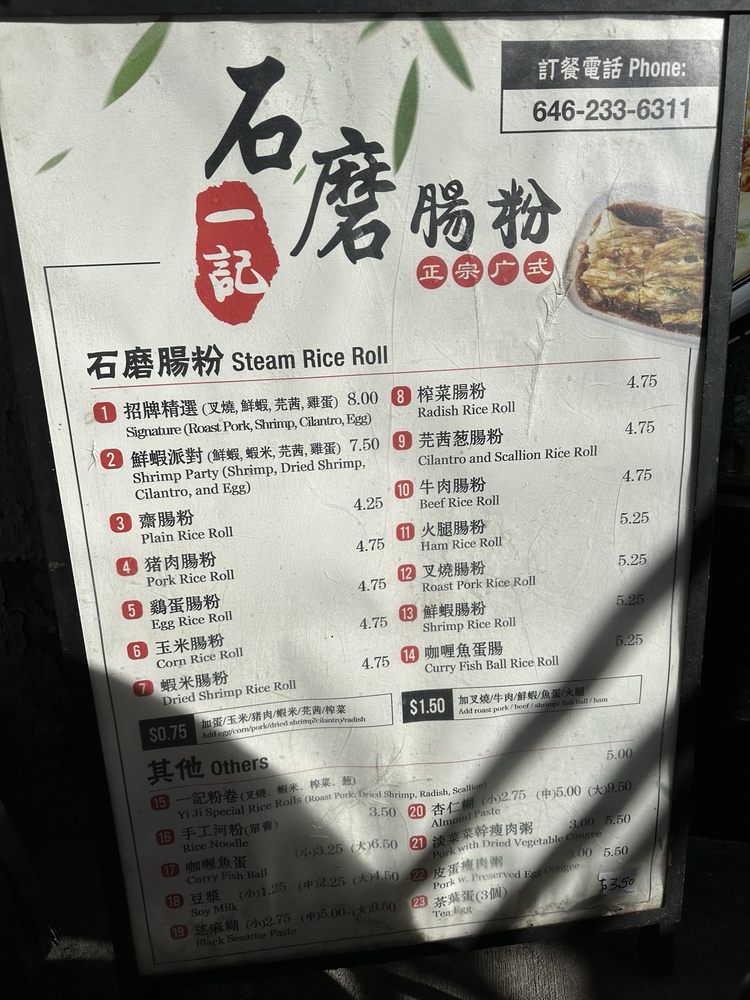 訂餐電話 Phone:
646-233-6311
石磨腸粉
一記
正宗广式
石磨腸粉 Steam Rice Roll
1 招牌精選 (叉燒, 鮮蝦, 芫茜, 雞蛋) 8.00
Signature (Roast Pork, Shrimp, Cilantro, Egg)
2 鮮蝦派對 (鮮蝦, 蝦米, 芫茜, 雞蛋) 7.50
Shrimp Party (Shrimp, Dried Shrimp,
Cilantro, and Egg)
3 齋腸粉 4.25
Plain Rice Roll
4 猪肉腸粉 4.75
Pork Rice Roll
5 鷄蛋腸粉 4.75
Egg Rice Roll
6 玉米腸粉 4.75
Corn Rice Roll
7 蝦米腸粉 4.75
Dried Shrimp Rice Roll
$0.75 加蛋/玉米/猪肉/蝦米/芫茜/榨菜
Add egg/corn/pork/dried shrimp/cilantro/radish
8 榨菜腸粉 4.75
Radish Rice Roll
9 芫茜葱腸粉 4.75
Cilantro and Scallion Rice Roll
10 牛肉腸粉 4.75
Beef Rice Roll
11 火腿腸粉 5.25
Ham Rice Roll
12 叉燒腸粉 5.25
Roast Pork Rice Roll
13 鮮蝦腸粉 5.25
Shrimp Rice Roll
14 咖喱魚蛋腸 5.25
Curry Fish Ball Rice Roll
$1.50 加叉燒/牛肉/鮮蝦/魚蛋/火腿
Add roast pork / beef / shrimp/ fish ball / ham
其他 Others
15 一記粉卷 (叉燒、蝦米、榨菜、葱) 5.00
Yi Ji Special Rice Rolls (Roast Pork, Dried Shrimp, Radish, Scallion)
16 手工河粉(單賣) 3.50
Rice Noodle
17 咖喱魚蛋 (小)3.25 (大)6.50
Curry Fish Ball
18 豆漿 (小)1.25 (中)2.25 (大)4.50
Soy Milk
19 芝麻糊 (小)2.75 (中)5.00 (大)9.50
Black Sesame Paste
20 杏仁糊 (小)2.75 (中)5.00 (大)9.50
Almond Paste
21 淡菜菜幹瘦肉粥 3.00 5.50
Pork with Dried Vegetable Congee
22 皮蛋瘦肉粥 3.00 5.50
Pork w. Preserved Egg Congee
23 茶葉蛋(3個) $3.50
Tea Egg